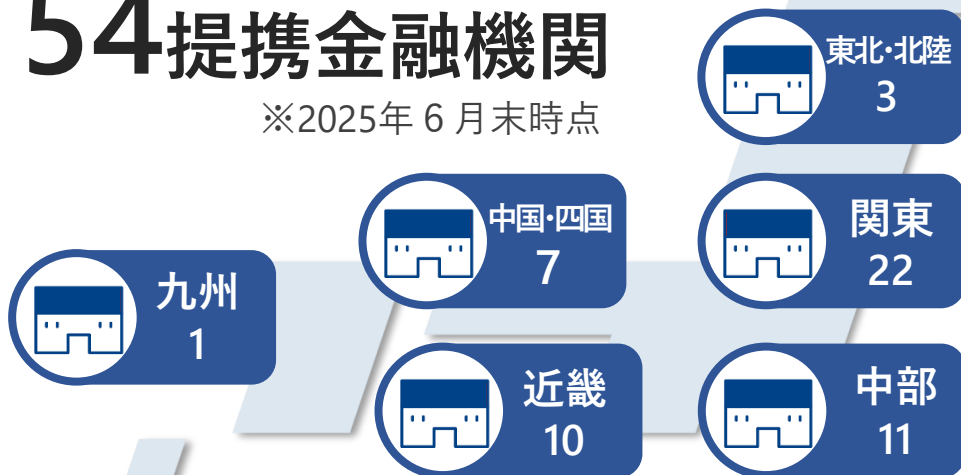 54提携金融機関
※2025年６月末時点
東北・北陸
3
中国・四国
7
関東
22
九州
1
近畿
10
中部
11